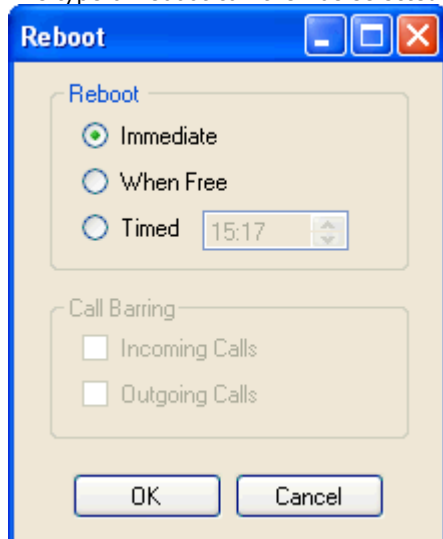 Reboot
Reboot
Immediate
When Free
Timed 15:17
Call Barring
Incoming Calls
Outgoing Calls
OK Cancel